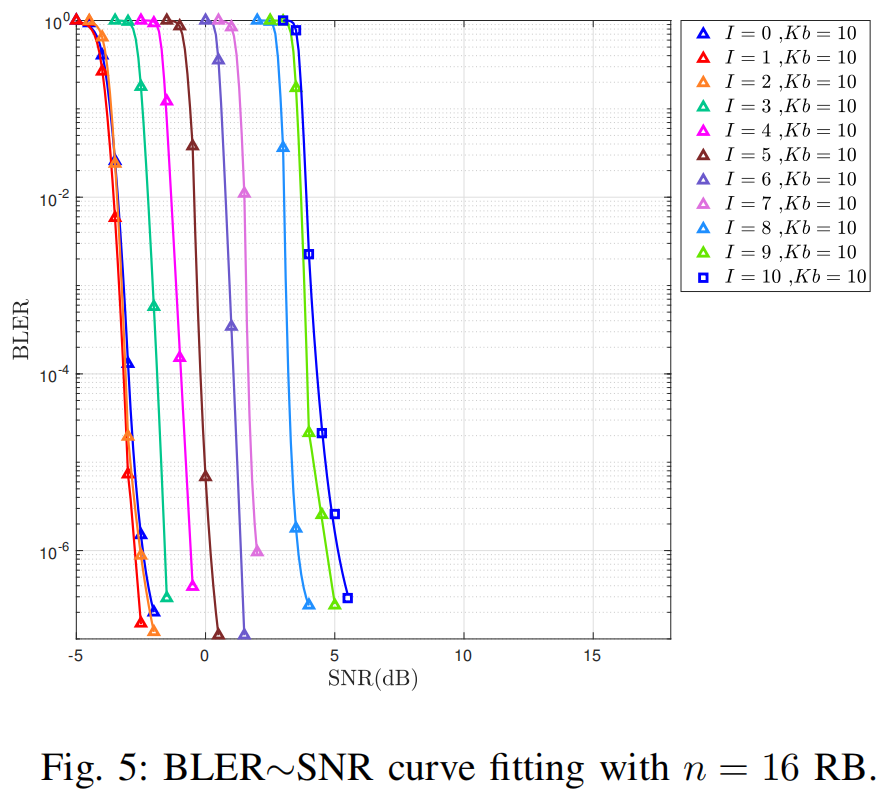 10^0
10^-2
10^-4
10^-6
BLER
-5 0 5 10 15
SNR(dB)
I = 0 ,Kb = 10
I = 1 ,Kb = 10
I = 2 ,Kb = 10
I = 3 ,Kb = 10
I = 4 ,Kb = 10
I = 5 ,Kb = 10
I = 6 ,Kb = 10
I = 7 ,Kb = 10
I = 8 ,Kb = 10
I = 9 ,Kb = 10
I = 10 ,Kb = 10
Fig. 5: BLER∼SNR curve fitting with n = 16 RB.